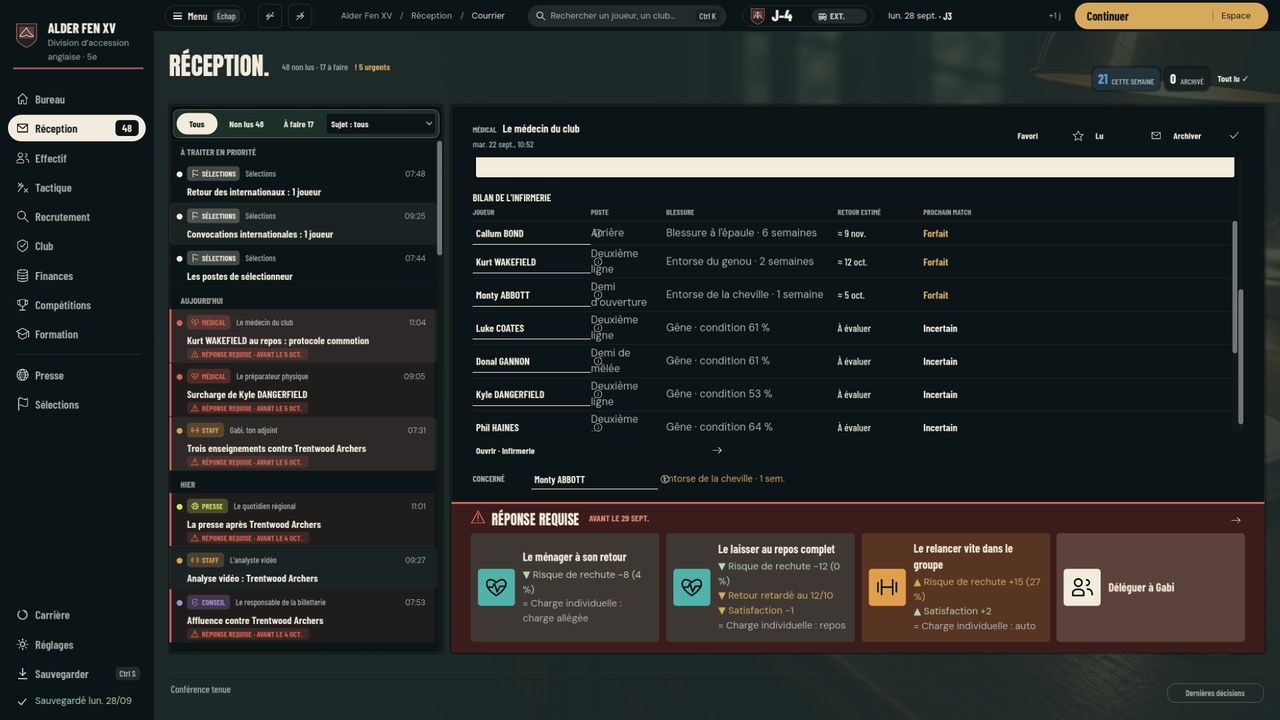 ALDER FEN XV
Division d'accession
anglaise · 5e
Menu Échap
Alder Fen XV / Réception / Courrier
Rechercher un joueur, un club... Ctrl K
J-4 EXT.
lun. 28 sept. · J3
+1 j
Continuer Espace
Bureau
Réception 48
Effectif
Tactique
Recrutement
Club
Finances
Compétitions
Formation
Presse
Sélections
Carrière
Réglages
Sauvegarder Ctrl S
Sauvegardé lun. 28/09
RÉCEPTION.
48 non lus · 17 à faire ! 5 urgents
21 CETTE SEMAINE
0 ARCHIVÉ
Tout lu ✓
Tous Non lus 48 À faire 17 Sujet : tous
À TRAITER EN PRIORITÉ
SÉLECTIONS Sélections 07:48
Retour des internationaux : 1 joueur
SÉLECTIONS Sélections 09:25
Convocations internationales : 1 joueur
SÉLECTIONS Sélections 07:44
Les postes de sélectionneur
AUJOURD'HUI
MÉDICAL Le médecin du club 11:04
Kurt WAKEFIELD au repos : protocole commotion
RÉPONSE REQUISE · AVANT LE 5 OCT.
MÉDICAL Le préparateur physique 09:05
Surcharge de Kyle DANGERFIELD
RÉPONSE REQUISE · AVANT LE 5 OCT.
STAFF Gabi, ton adjoint 07:31
Trois enseignements contre Trentwood Archers
RÉPONSE REQUISE · AVANT LE 5 OCT.
HIER
PRESSE Le quotidien régional 11:01
La presse après Trentwood Archers
RÉPONSE REQUISE · AVANT LE 4 OCT.
STAFF L'analyste vidéo 09:27
Analyse vidéo : Trentwood Archers
CONSEIL Le responsable de la billetterie 07:53
Affluence contre Trentwood Archers
RÉPONSE REQUISE · AVANT LE 4 OCT.
MÉDICAL Le médecin du club
mar. 22 sept., 10:52
Favori Lu Archiver
BILAN DE L'INFIRMERIE
JOUEUR POSTE BLESSURE RETOUR ESTIMÉ PROCHAIN MATCH
Callum BOND Arrière Blessure à l'épaule · 6 semaines ≈ 9 nov. Forfait
Kurt WAKEFIELD Deuxième ligne Entorse du genou · 2 semaines ≈ 12 oct. Forfait
Monty ABBOTT Demi d'ouverture Entorse de la cheville · 1 semaine ≈ 5 oct. Forfait
Luke COATES Deuxième ligne Gêne · condition 61 % À évaluer Incertain
Donal GANNON Demi de mêlée Gêne · condition 61 % À évaluer Incertain
Kyle DANGERFIELD Deuxième ligne Gêne · condition 53 % À évaluer Incertain
Phil HAINES Deuxième Gêne · condition 64 % À évaluer Incertain
Ouvrir · Infirmerie →
CONCERNÉ Monty ABBOTT Entorse de la cheville · 1 sem.
RÉPONSE REQUISE AVANT LE 29 SEPT. →
Le ménager à son retour
▼ Risque de rechute −8 (4
%)
= Charge individuelle :
charge allégée
Le laisser au repos complet
▼ Risque de rechute −12 (0
%)
▼ Retour retardé au 12/10
▼ Satisfaction −1
= Charge individuelle : repos
Le relancer vite dans le
groupe
▲ Risque de rechute +15 (27
%)
▲ Satisfaction +2
= Charge individuelle : auto
Déléguer à Gabi
Conférence tenue
Dernières décisions